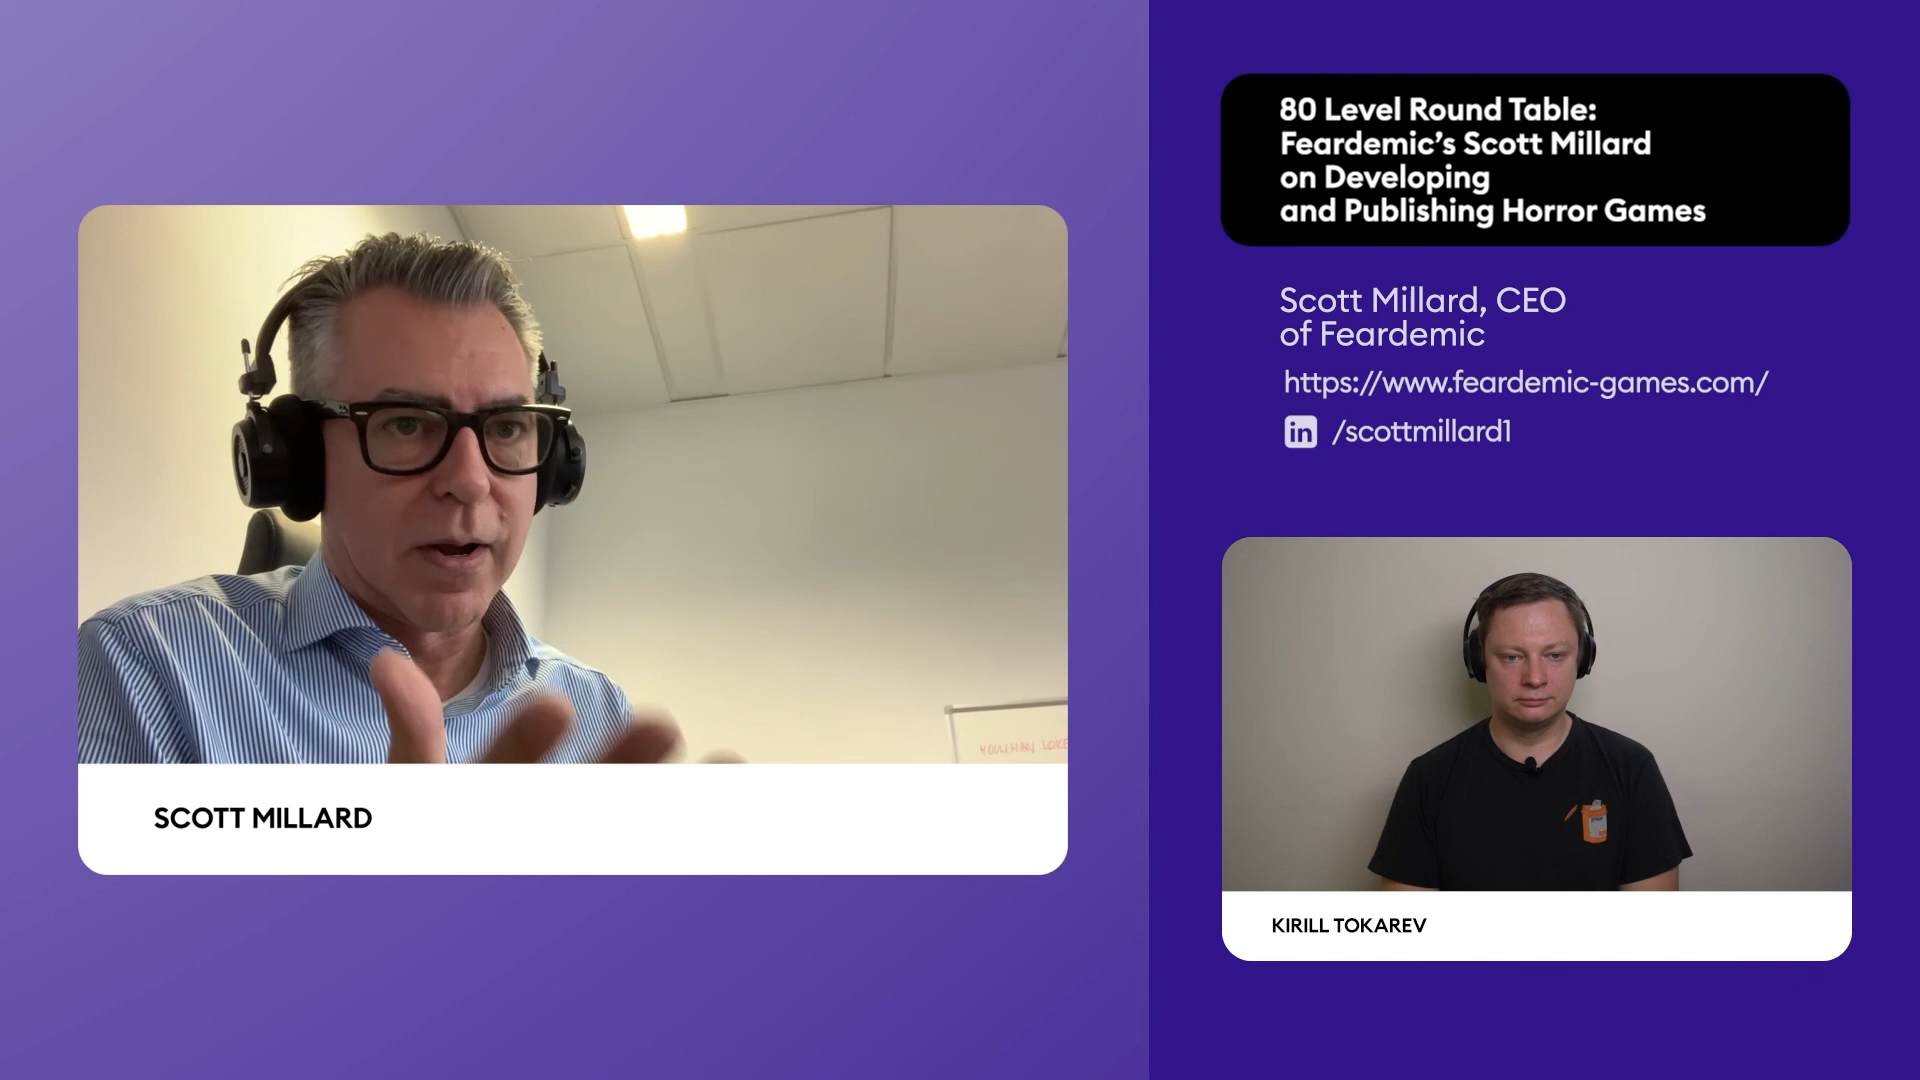 80 Level Round Table:
Feardemic's Scott Millard
on Developing
and Publishing Horror Games
Scott Millard, CEO
of Feardemic
https://www.feardemic-games.com/
in /scottmillard1
SCOTT MILLARD
KIRILL TOKAREV